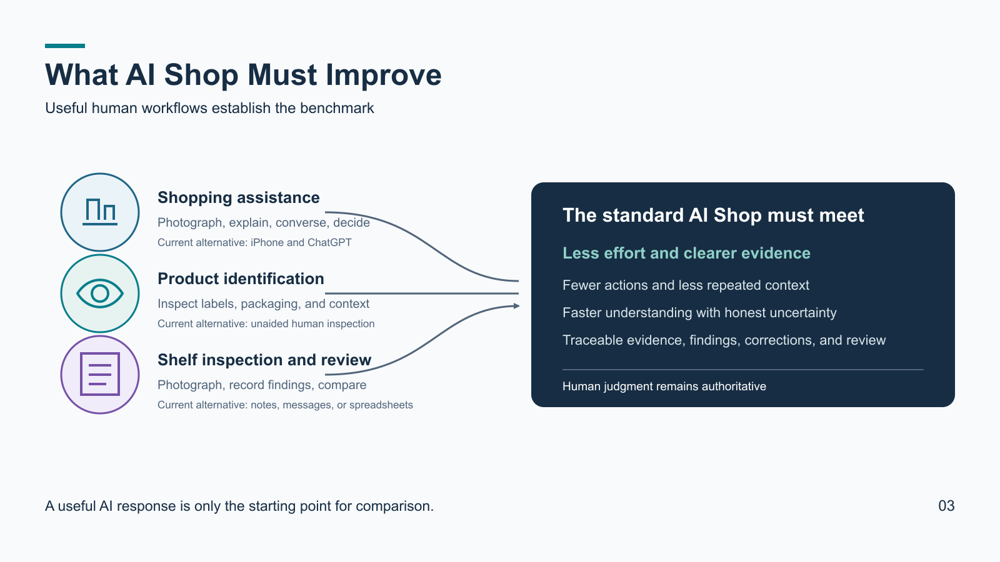 What AI Shop Must Improve
Useful human workflows establish the benchmark
Shopping assistance
Photograph, explain, converse, decide
Current alternative: iPhone and ChatGPT
Product identification
Inspect labels, packaging, and context
Current alternative: unaided human inspection
Shelf inspection and review
Photograph, record findings, compare
Current alternative: notes, messages, or spreadsheets
The standard AI Shop must meet
Less effort and clearer evidence
Fewer actions and less repeated context
Faster understanding with honest uncertainty
Traceable evidence, findings, corrections, and review
Human judgment remains authoritative
A useful AI response is only the starting point for comparison.
03